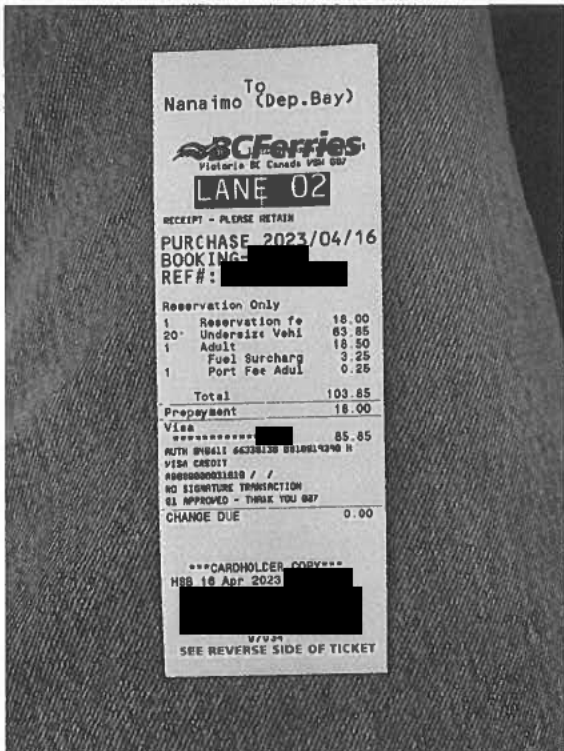 To
Nanaimo (Dep.Bay)
BCFerries
Victoria BC Canada
LANE 02
RECEIPT - PLEASE RETAIN
PURCHASE 2023/04/16
BOOKING-
REF#:
Reservation Only
1 Reservation fe 18.00
20' Undersize Vehi 63.85
1 Adult 18.50
Fuel Surcharg 3.25
1 Port Fee Adul 0.25
Total 103.85
Prepayment 18.00
Visa
************ 85.85
AUTH
VISA CREDIT
NO SIGNATURE TRANSACTION
01 APPROVED - THANK YOU 027
CHANGE DUE 0.00
***CARDHOLDER COPY***
HSB 16 Apr 2023
SEE REVERSE SIDE OF TICKET